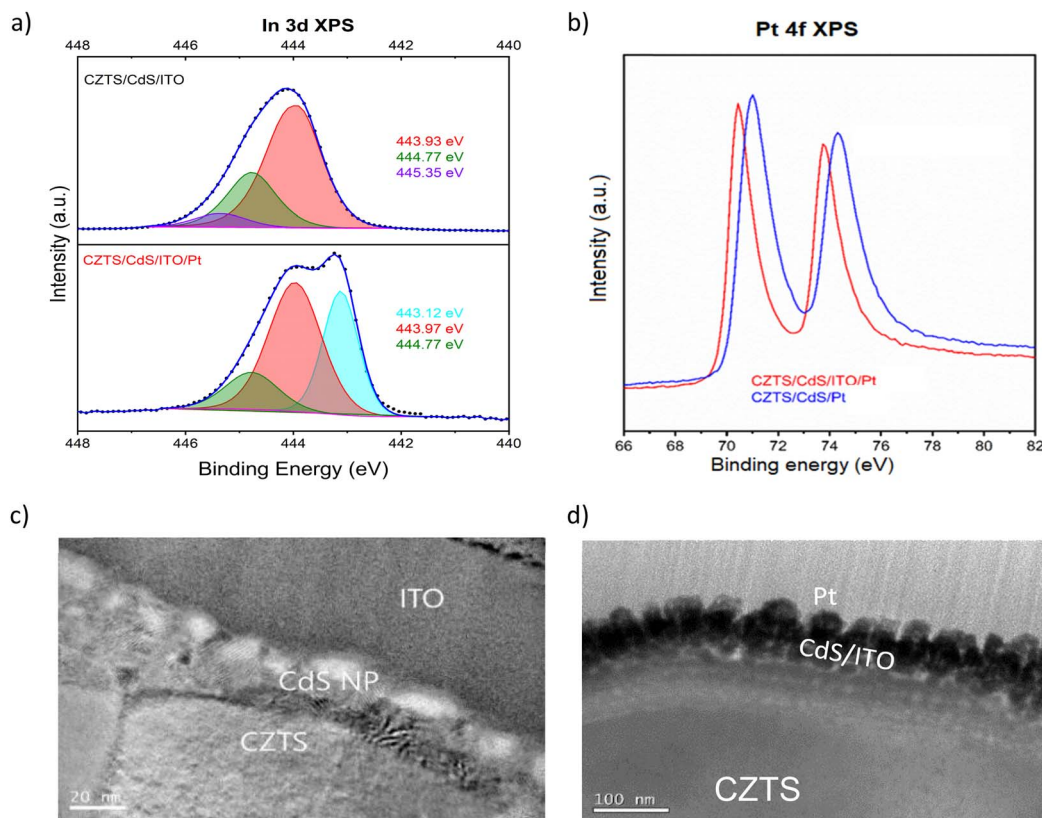 a)
In 3d XPS
448 446 444 442 440
CZTS/CdS/ITO
443.93 eV
444.77 eV
445.35 eV
CZTS/CdS/ITO/Pt
443.12 eV
443.97 eV
444.77 eV
Intensity (a.u.)
448 446 444 442 440
Binding Energy (eV)
b)
Pt 4f XPS
Intensity (a.u.)
CZTS/CdS/ITO/Pt
CZTS/CdS/Pt
66 68 70 72 74 76 78 80 82
Binding energy (eV)
c)
ITO
CdS NP
CZTS
20 nm
d)
Pt
CdS/ITO
CZTS
100 nm